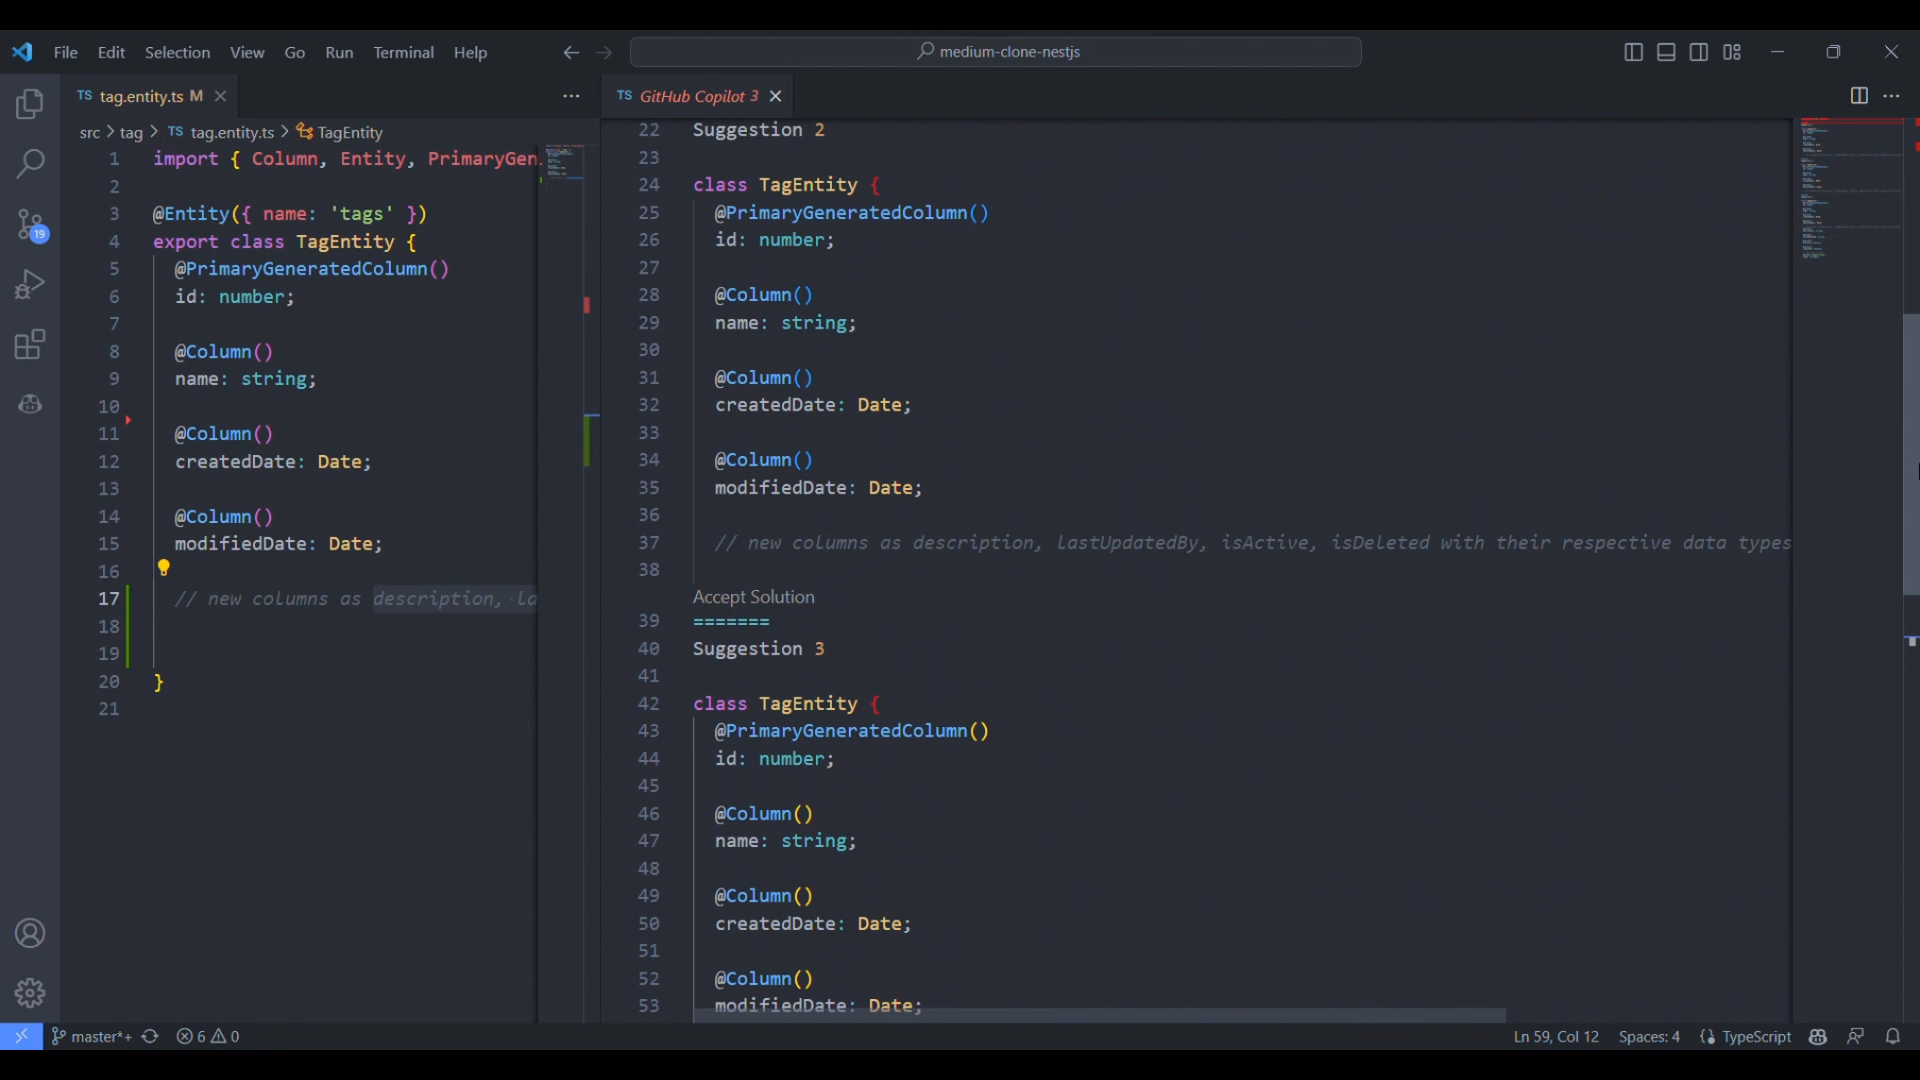 File Edit Selection View Go Run Terminal Help
medium-clone-nestjs
TS tag.entity.ts M
src > tag > TS tag.entity.ts > TagEntity
1 import { Column, Entity, PrimaryGen
2
3 @Entity({ name: 'tags' })
4 export class TagEntity {
5 @PrimaryGeneratedColumn()
6 id: number;
7
8 @Column()
9 name: string;
10
11 @Column()
12 createdDate: Date;
13
14 @Column()
15 modifiedDate: Date;
16
17 // new columns as description, la
18
19
20 }
21
TS GitHub Copilot 3
22 Suggestion 2
23
24 class TagEntity {
25 @PrimaryGeneratedColumn()
26 id: number;
27
28 @Column()
29 name: string;
30
31 @Column()
32 createdDate: Date;
33
34 @Column()
35 modifiedDate: Date;
36
37 // new columns as description, lastUpdatedBy, isActive, isDeleted with their respective data types
38
Accept Solution
39 =======
40 Suggestion 3
41
42 class TagEntity {
43 @PrimaryGeneratedColumn()
44 id: number;
45
46 @Column()
47 name: string;
48
49 @Column()
50 createdDate: Date;
51
52 @Column()
53 modifiedDate: Date;
19
master*+ 6 0
Ln 59, Col 12 Spaces: 4 TypeScript